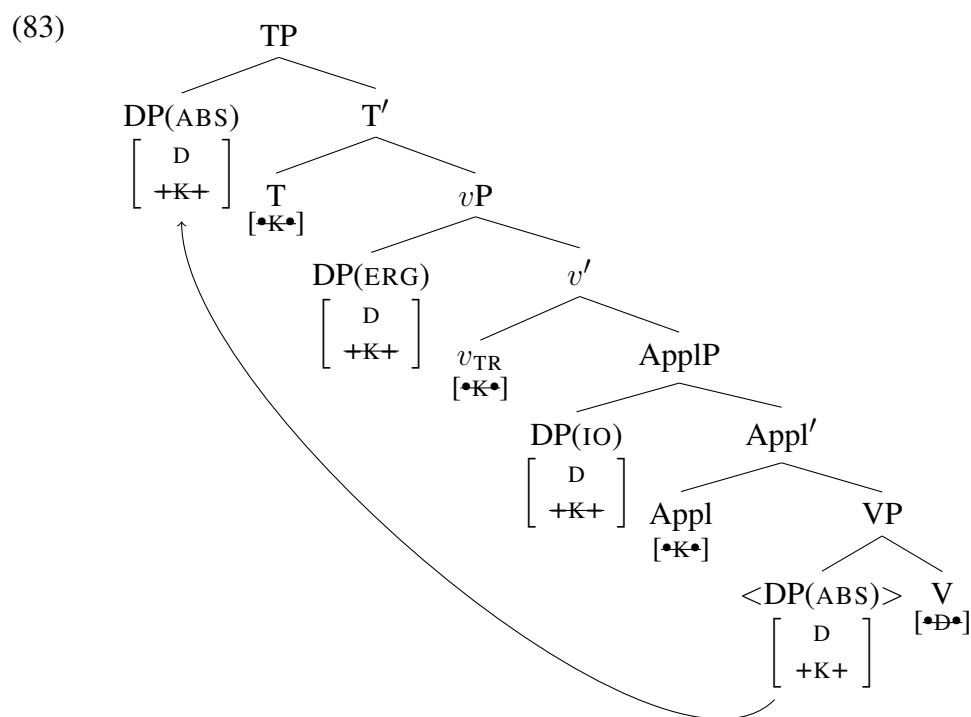 (83)
TP
DP(ABS) T′
[ D +K+ ] T vP
[•K•]
DP(ERG) v′
[ D +K+ ] vTR ApplP
[•K•]
DP(IO) Appl′
[ D +K+ ] Appl VP
[•K•]
<DP(ABS)> V
[ D +K+ ] [•D•]